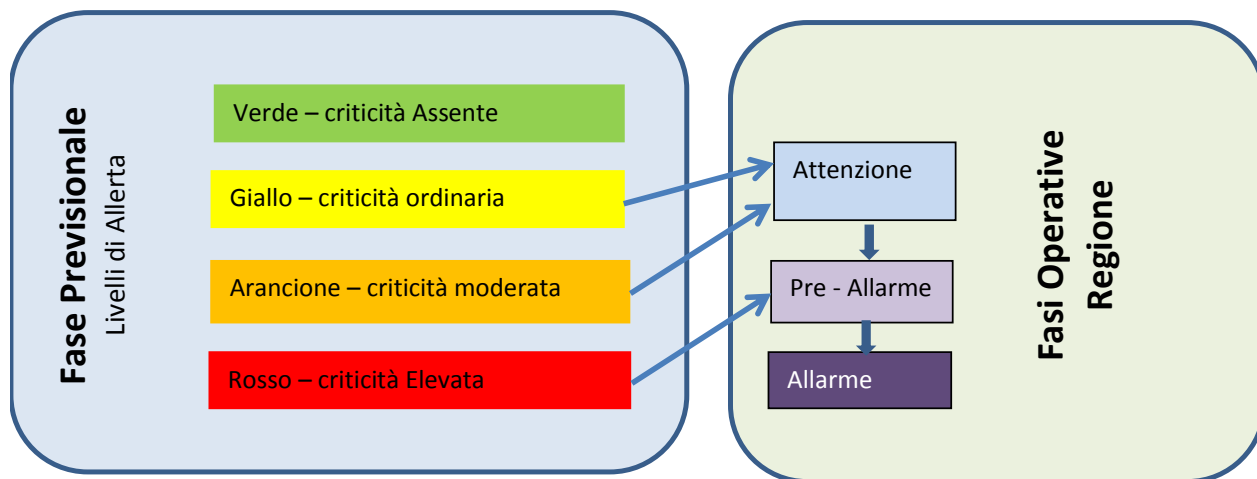 Fase Previsionale
Livelli di Allerta
Verde – criticità Assente
Giallo – criticità ordinaria
Arancione – criticità moderata
Rosso – criticità Elevata
Attenzione
Pre - Allarme
Allarme
Fasi Operative
Regione